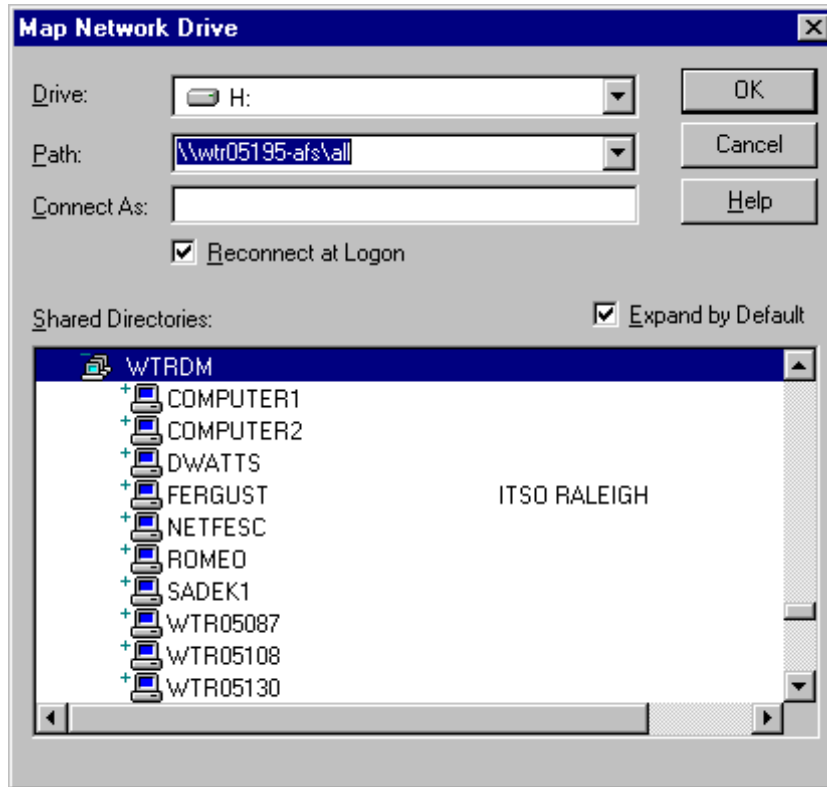 Map Network Drive
Drive: H: OK
Path: \\wtr05195-afs\all Cancel
Connect As: Help
Reconnect at Logon
Shared Directories: Expand by Default
WTRDM
COMPUTER1
COMPUTER2
DWATTS
FERGUST ITSO RALEIGH
NETFESC
ROMEO
SADEK1
WTR05087
WTR05108
WTR05130